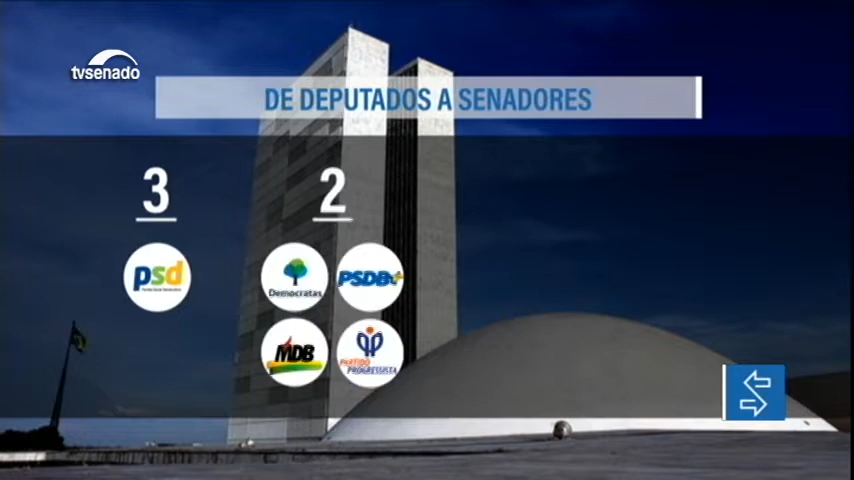 tvsenado
DE DEPUTADOS A SENADORES
3
2
psd
Democratas
PSDB
MDB
PARTIDO
PROGRESSISTA